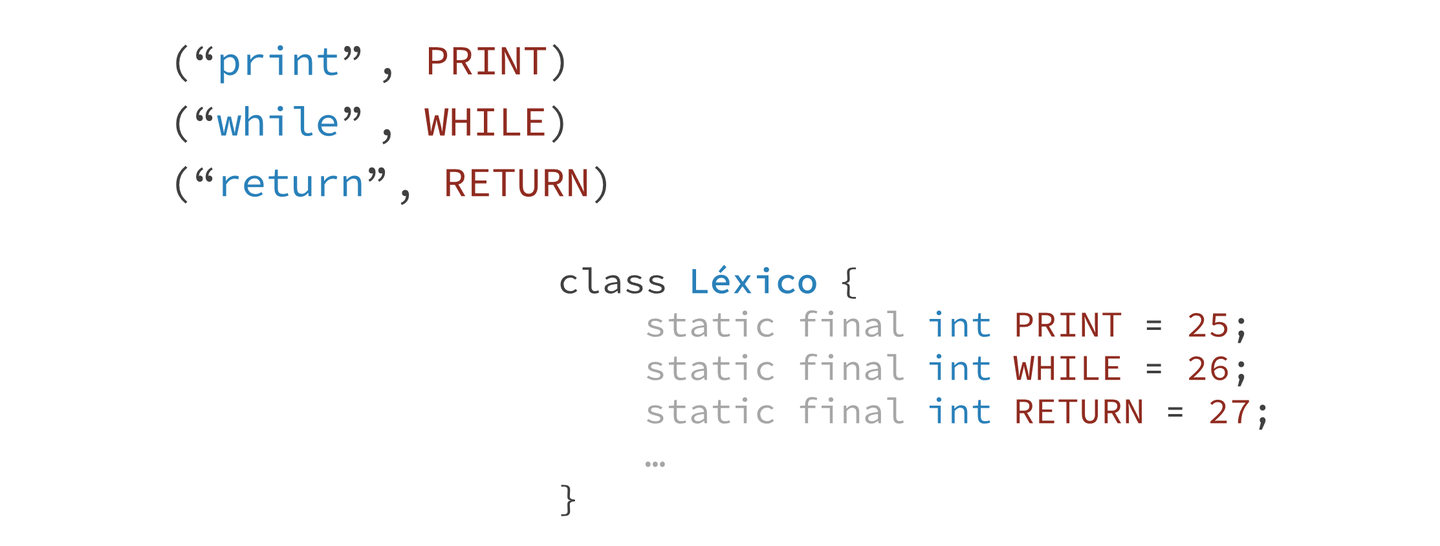 (“print”, PRINT)
(“while”, WHILE)
(“return”, RETURN)
class Léxico {
static final int PRINT = 25;
static final int WHILE = 26;
static final int RETURN = 27;
…
}